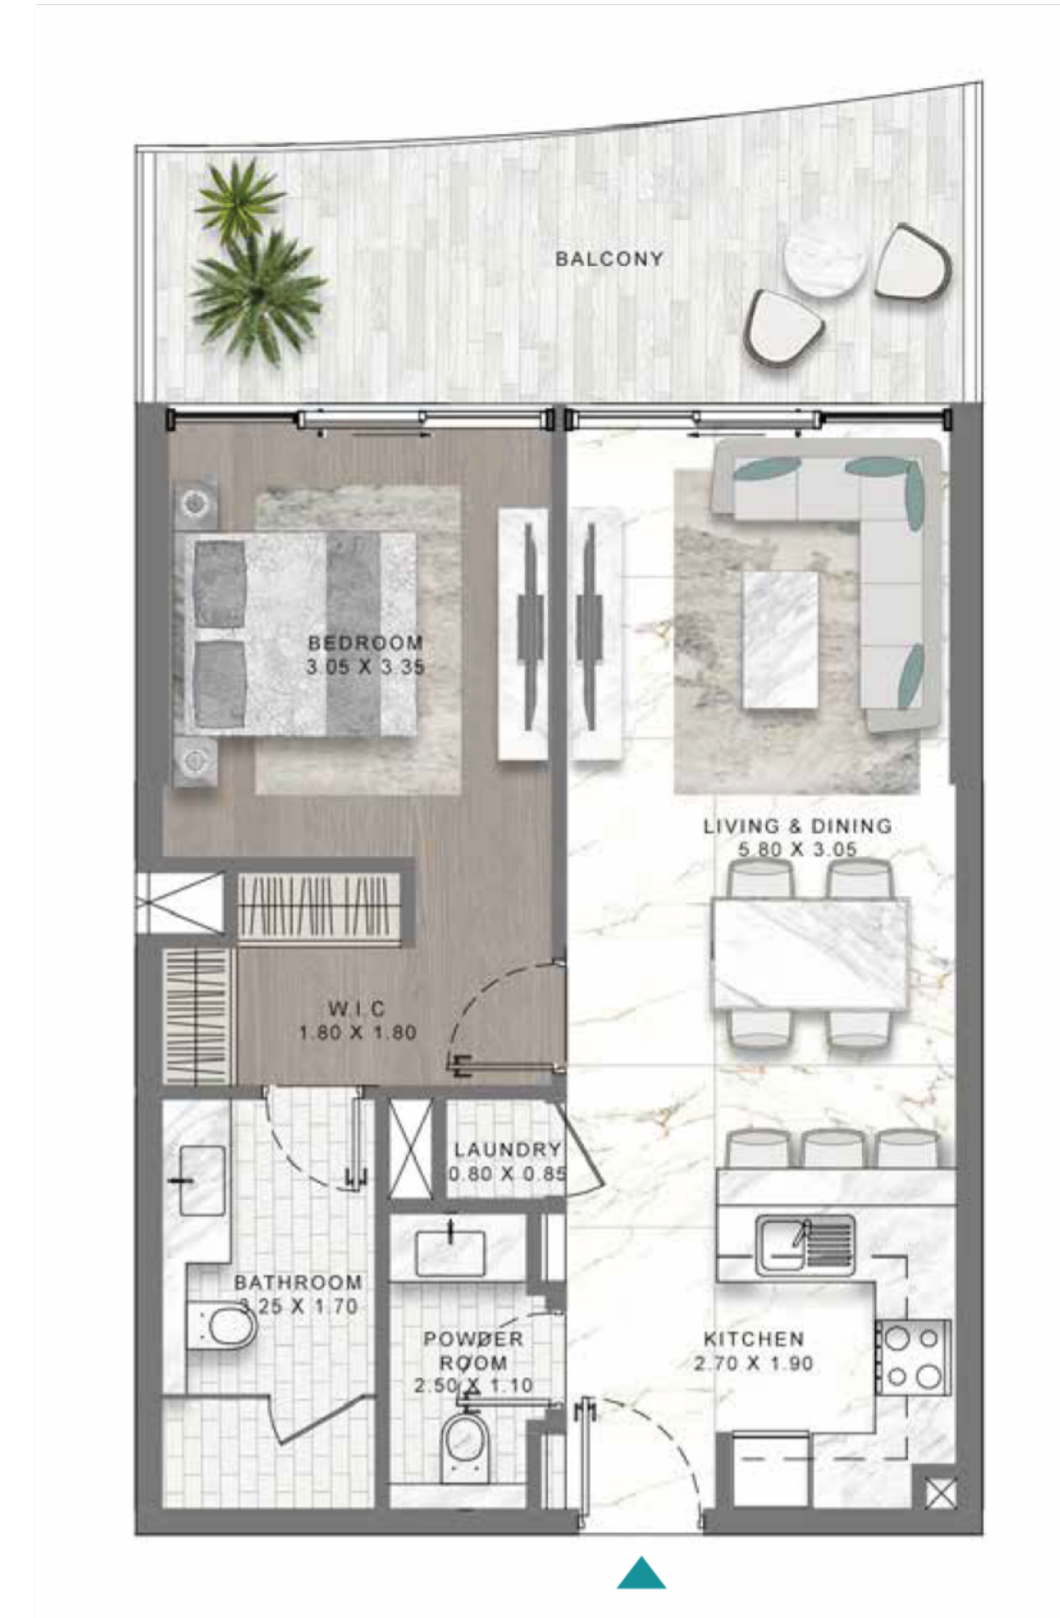 BALCONY
BEDROOM
3.05 X 3.35
LIVING & DINING
5.80 X 3.05
W.I.C
1.80 X 1.80
LAUNDRY
0.80 X 0.85
BATHROOM
3.25 X 1.70
POWDER
ROOM
2.50 X 1.10
KITCHEN
2.70 X 1.90